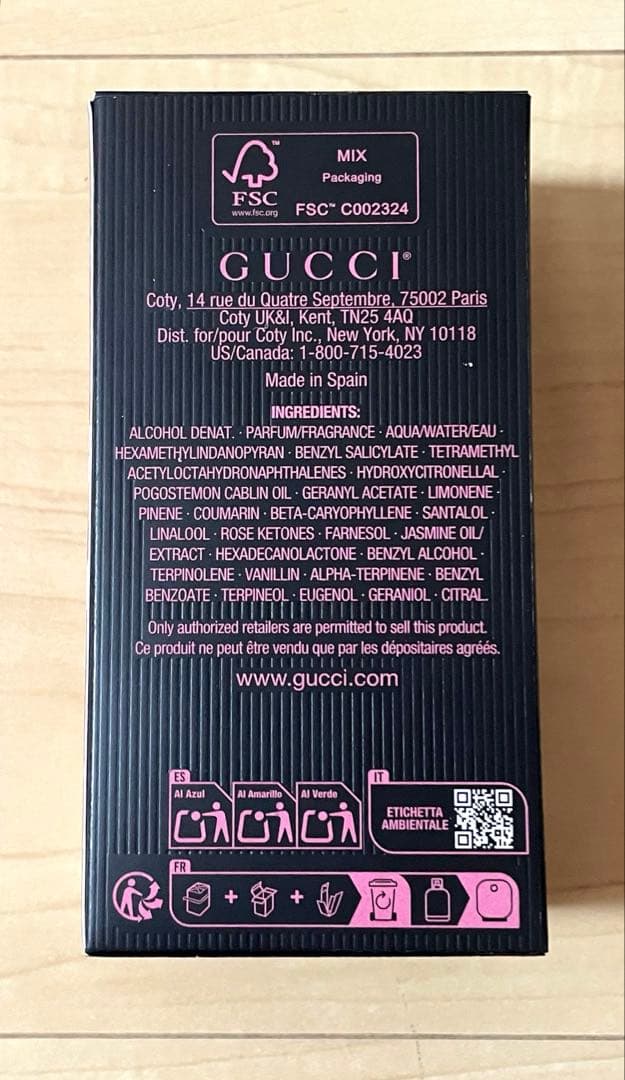 FSC™
www.fsc.org
MIX
Packaging
FSC™ C002324
GUCCI®
Coty, 14 rue du Quatre Septembre, 75002 Paris
Coty UK&I, Kent, TN25 4AQ
Dist. for/pour Coty Inc., New York, NY 10118
US/Canada: 1-800-715-4023
Made in Spain
INGREDIENTS:
ALCOHOL DENAT. · PARFUM/FRAGRANCE · AQUA/WATER/EAU ·
HEXAMETHYLINDANOPYRAN · BENZYL SALICYLATE · TETRAMETHYL
ACETYLOCTAHYDRONAPHTHALENES · HYDROXYCITRONELLAL ·
POGOSTEMON CABLIN OIL · GERANYL ACETATE · LIMONENE ·
PINENE · COUMARIN · BETA-CARYOPHYLLENE · SANTALOL ·
LINALOOL · ROSE KETONES · FARNESOL · JASMINE OIL/
EXTRACT · HEXADECANOLACTONE · BENZYL ALCOHOL ·
TERPINOLENE · VANILLIN · ALPHA-TERPINENE · BENZYL
BENZOATE · TERPINEOL · EUGENOL · GERANIOL · CITRAL.
Only authorized retailers are permitted to sell this product.
Ce produit ne peut être vendu que par les dépositaires agréés.
www.gucci.com
ES
Al Azul
Al Amarillo
Al Verde
IT
ETICHETTA
AMBIENTALE
FR
+ +